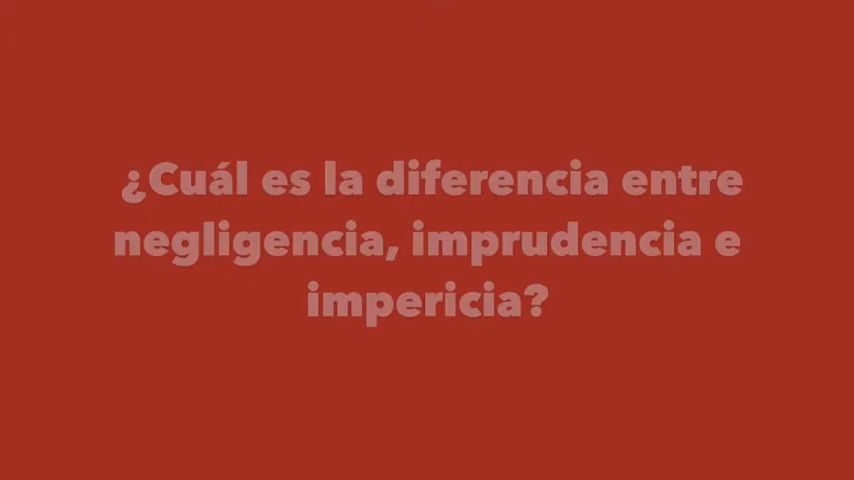 ¿Cuál es la diferencia entre
negligencia, imprudencia e
impericia?